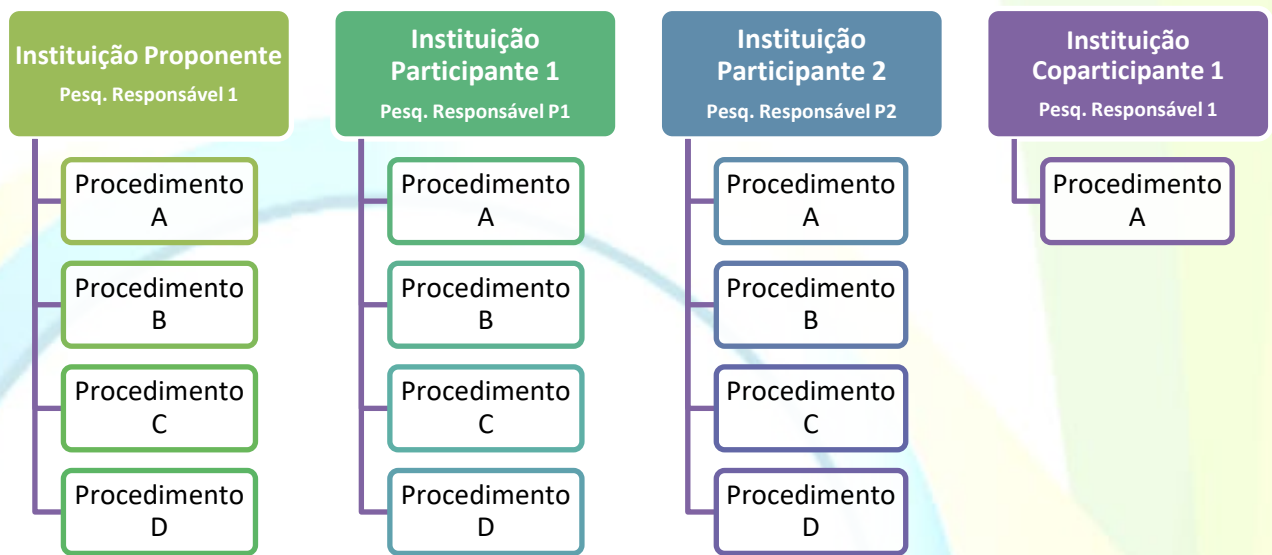 Instituição Proponente
Pesq. Responsável 1
Procedimento
A
Procedimento
B
Procedimento
C
Procedimento
D
Instituição
Participante 1
Pesq. Responsável P1
Procedimento
A
Procedimento
B
Procedimento
C
Procedimento
D
Instituição
Participante 2
Pesq. Responsável P2
Procedimento
A
Procedimento
B
Procedimento
C
Procedimento
D
Instituição
Coparticipante 1
Pesq. Responsável 1
Procedimento
A